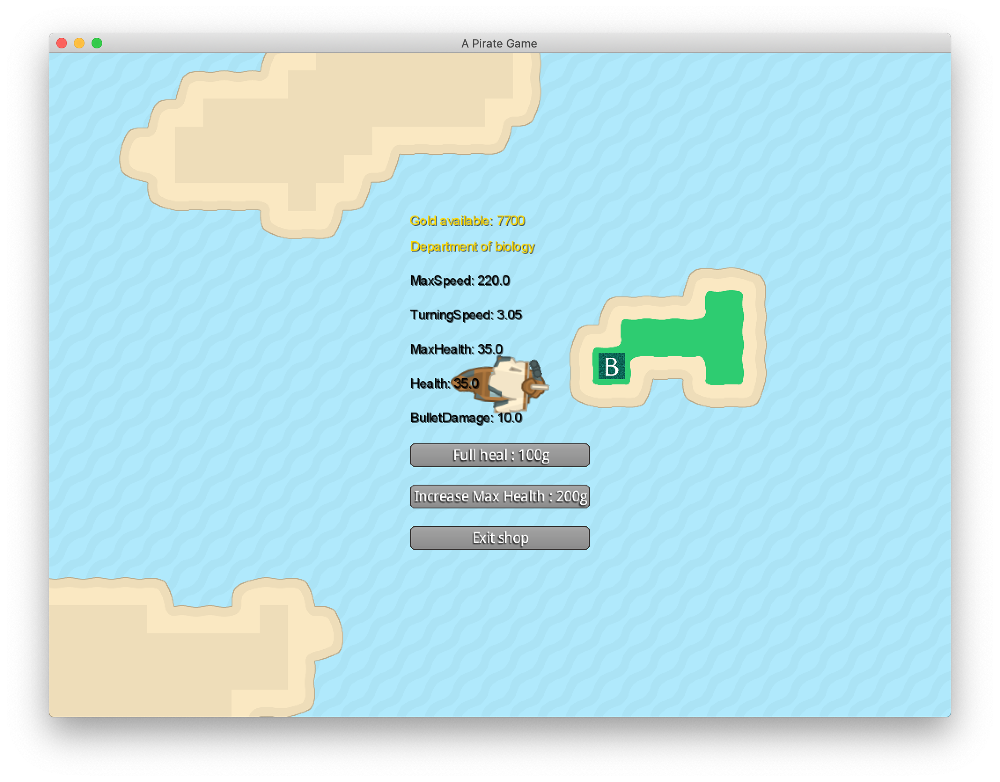 A Pirate Game
Gold available: 7700
Department of biology
MaxSpeed: 220.0
TurningSpeed: 3.05
MaxHealth: 35.0
B
Health: 35.0
BulletDamage: 10.0
Full heal : 100g
Increase Max Health : 200g
Exit shop